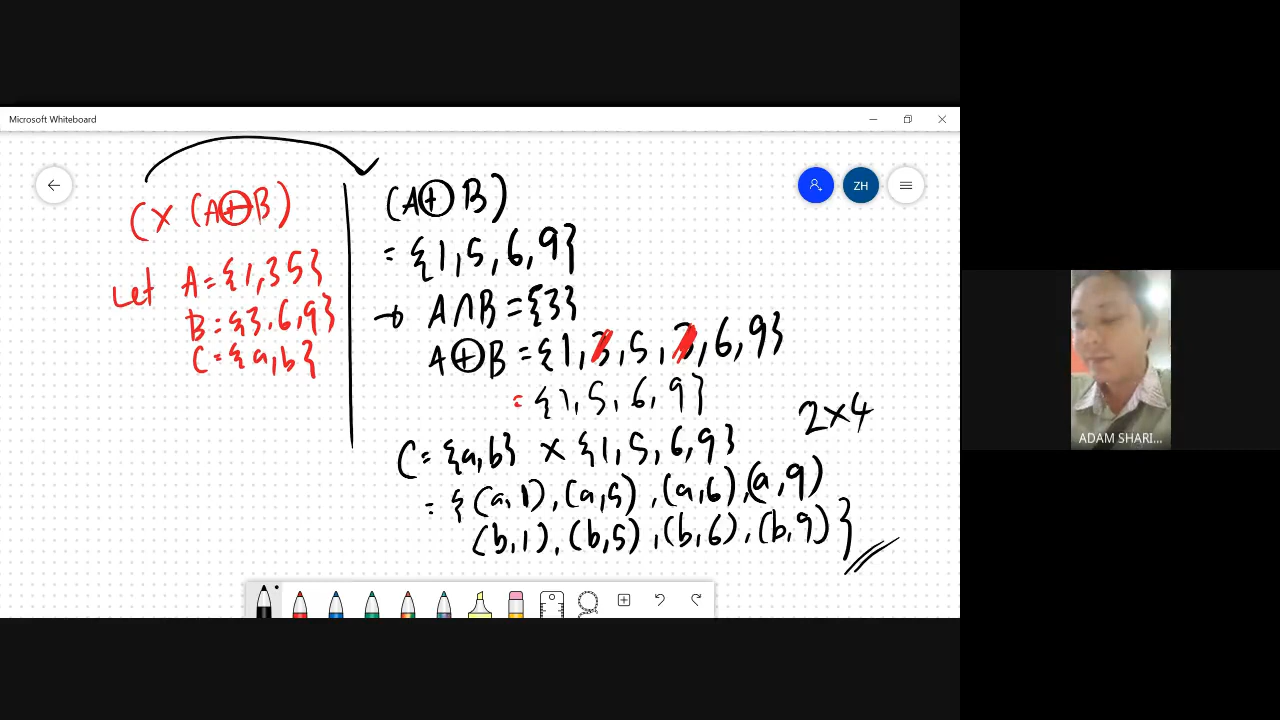 Microsoft Whiteboard
ZH
C × (A⊕B)
Let A={1,35}
B={3,6,9}
C={a,b}
(A⊕B)
={1,5,6,9}
→ A∩B={3}
A⊕B={1,3,5,3,6,9}
={1,5,6,9}
2×4
C={a,b} × {1,5,6,9}
={(a,1),(a,5),(a,6),(a,9)
(b,1),(b,5),(b,6),(b,9)}
ADAM SHARI...